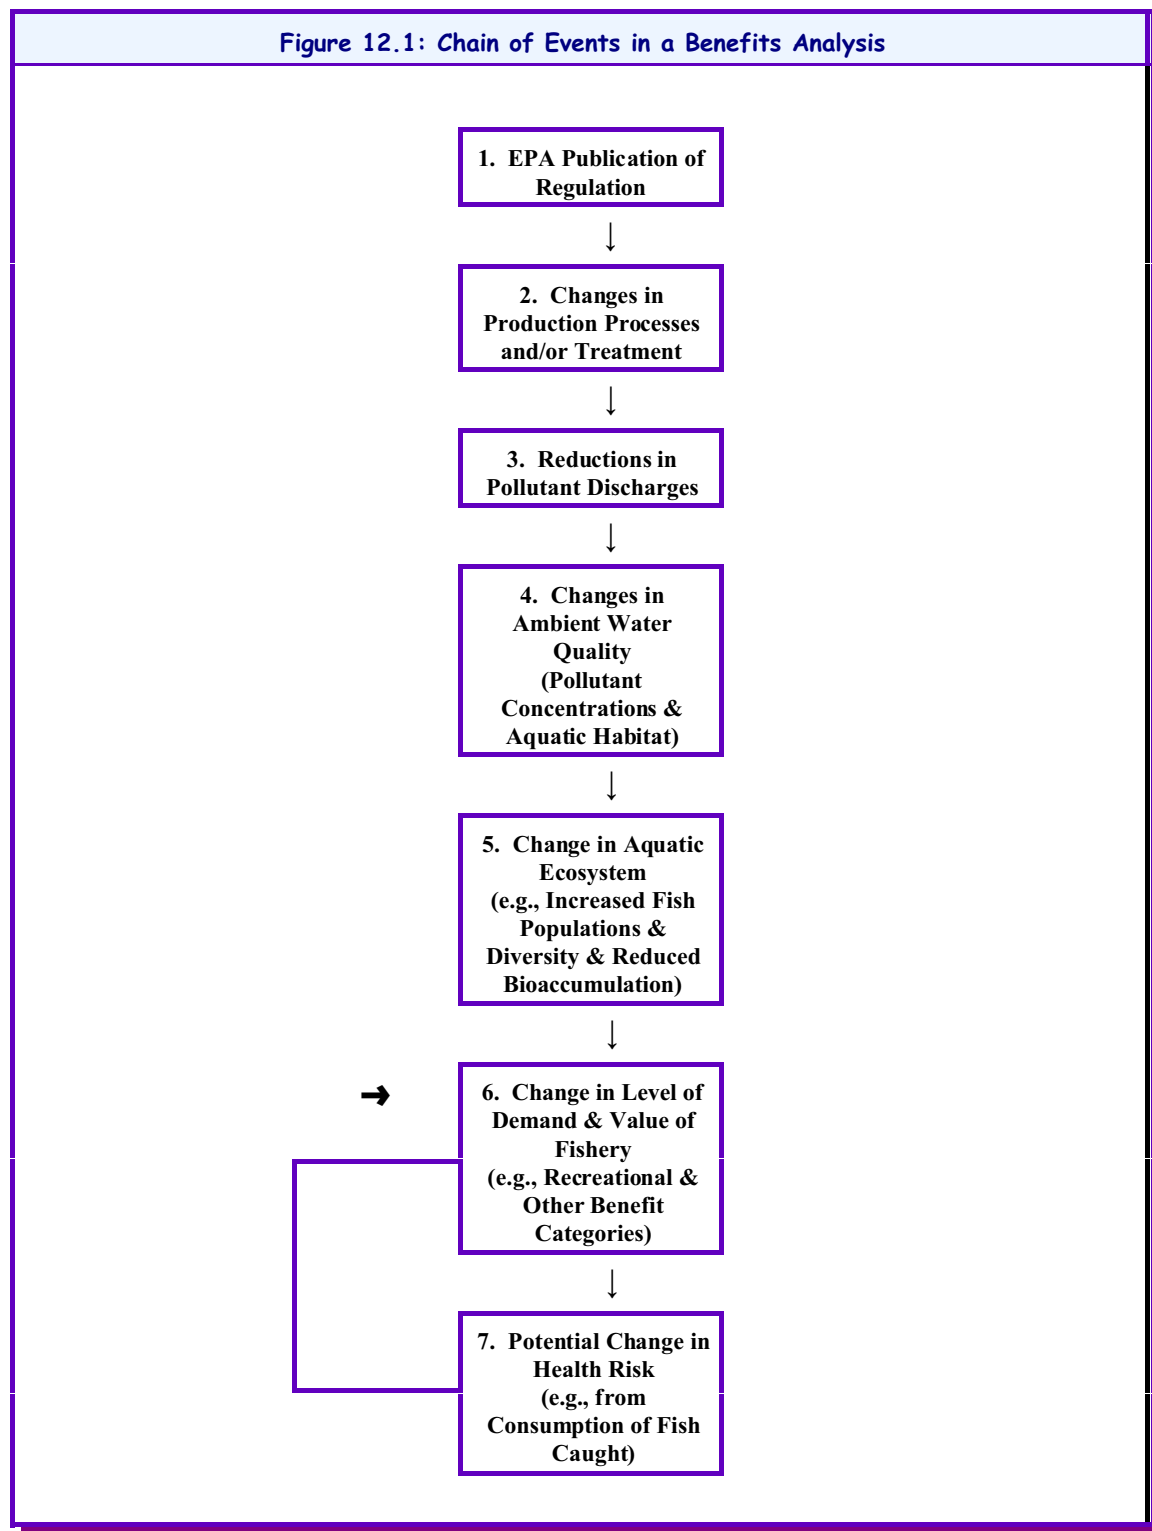 Figure 12.1: Chain of Events in a Benefits Analysis
1. EPA Publication of
Regulation
↓
2. Changes in
Production Processes
and/or Treatment
↓
3. Reductions in
Pollutant Discharges
↓
4. Changes in
Ambient Water
Quality
(Pollutant
Concentrations &
Aquatic Habitat)
↓
5. Change in Aquatic
Ecosystem
(e.g., Increased Fish
Populations &
Diversity & Reduced
Bioaccumulation)
↓
6. Change in Level of
Demand & Value of
Fishery
(e.g., Recreational &
Other Benefit
Categories)
↓
7. Potential Change in
Health Risk
(e.g., from
Consumption of Fish
Caught)